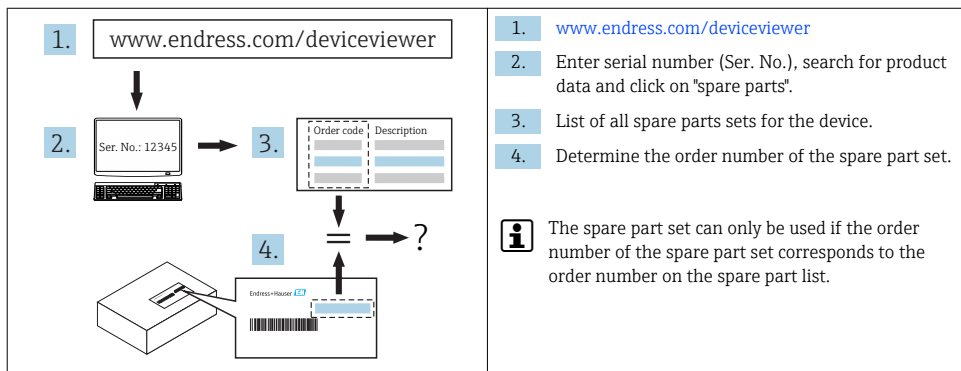 1. www.endress.com/deviceviewer
2. Ser. No.: 12345
3. Order code Description
= ?
4.
Endress+Hauser EH
1. www.endress.com/deviceviewer
2. Enter serial number (Ser. No.), search for product
data and click on "spare parts".
3. List of all spare parts sets for the device.
4. Determine the order number of the spare part set.
i The spare part set can only be used if the order
number of the spare part set corresponds to the
order number on the spare part list.